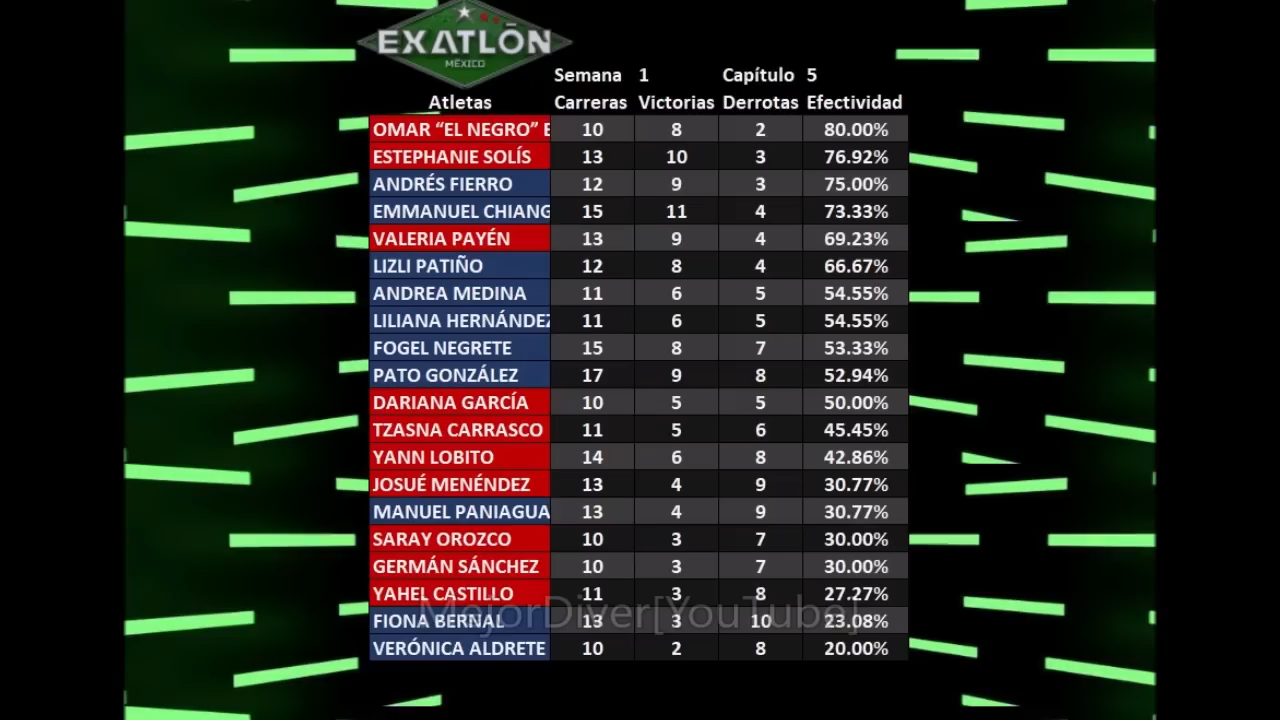 EXATLŌN
MÉXICO
Semana 1 Capítulo 5
Atletas Carreras Victorias Derrotas Efectividad
OMAR “EL NEGRO” E 10 8 2 80.00%
ESTEPHANIE SOLÍS 13 10 3 76.92%
ANDRÉS FIERRO 12 9 3 75.00%
EMMANUEL CHIANG 15 11 4 73.33%
VALERIA PAYÉN 13 9 4 69.23%
LIZLI PATIÑO 12 8 4 66.67%
ANDREA MEDINA 11 6 5 54.55%
LILIANA HERNÁNDEZ 11 6 5 54.55%
FOGEL NEGRETE 15 8 7 53.33%
PATO GONZÁLEZ 17 9 8 52.94%
DARIANA GARCÍA 10 5 5 50.00%
TZASNA CARRASCO 11 5 6 45.45%
YANN LOBITO 14 6 8 42.86%
JOSUÉ MENÉNDEZ 13 4 9 30.77%
MANUEL PANIAGUA 13 4 9 30.77%
SARAY OROZCO 10 3 7 30.00%
GERMÁN SÁNCHEZ 10 3 7 30.00%
YAHEL CASTILLO 11 3 8 27.27%
MejorDiver[YouTube]
FIONA BERNAL 13 3 10 23.08%
VERÓNICA ALDRETE 10 2 8 20.00%